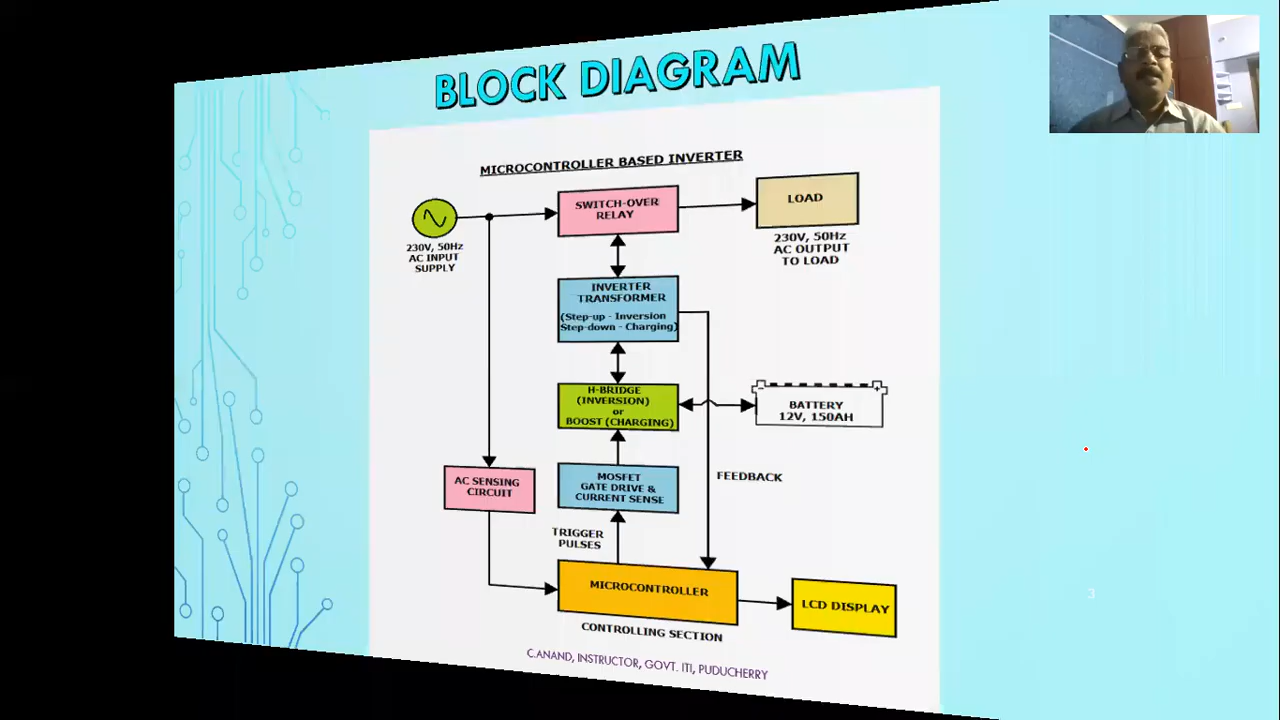 BLOCK DIAGRAM
MICROCONTROLLER BASED INVERTER
SWITCH-OVER
RELAY
LOAD
230V, 50Hz
AC INPUT
SUPPLY
230V, 50Hz
AC OUTPUT
TO LOAD
INVERTER
TRANSFORMER
(Step-up - Inversion
Step-down - Charging)
H-BRIDGE
(INVERSION)
or
BOOST (CHARGING)
- +
BATTERY
12V, 150AH
AC SENSING
CIRCUIT
MOSFET
GATE DRIVE &
CURRENT SENSE
FEEDBACK
TRIGGER
PULSES
MICROCONTROLLER
LCD DISPLAY
CONTROLLING SECTION
C.ANAND, INSTRUCTOR, GOVT. ITI, PUDUCHERRY
3